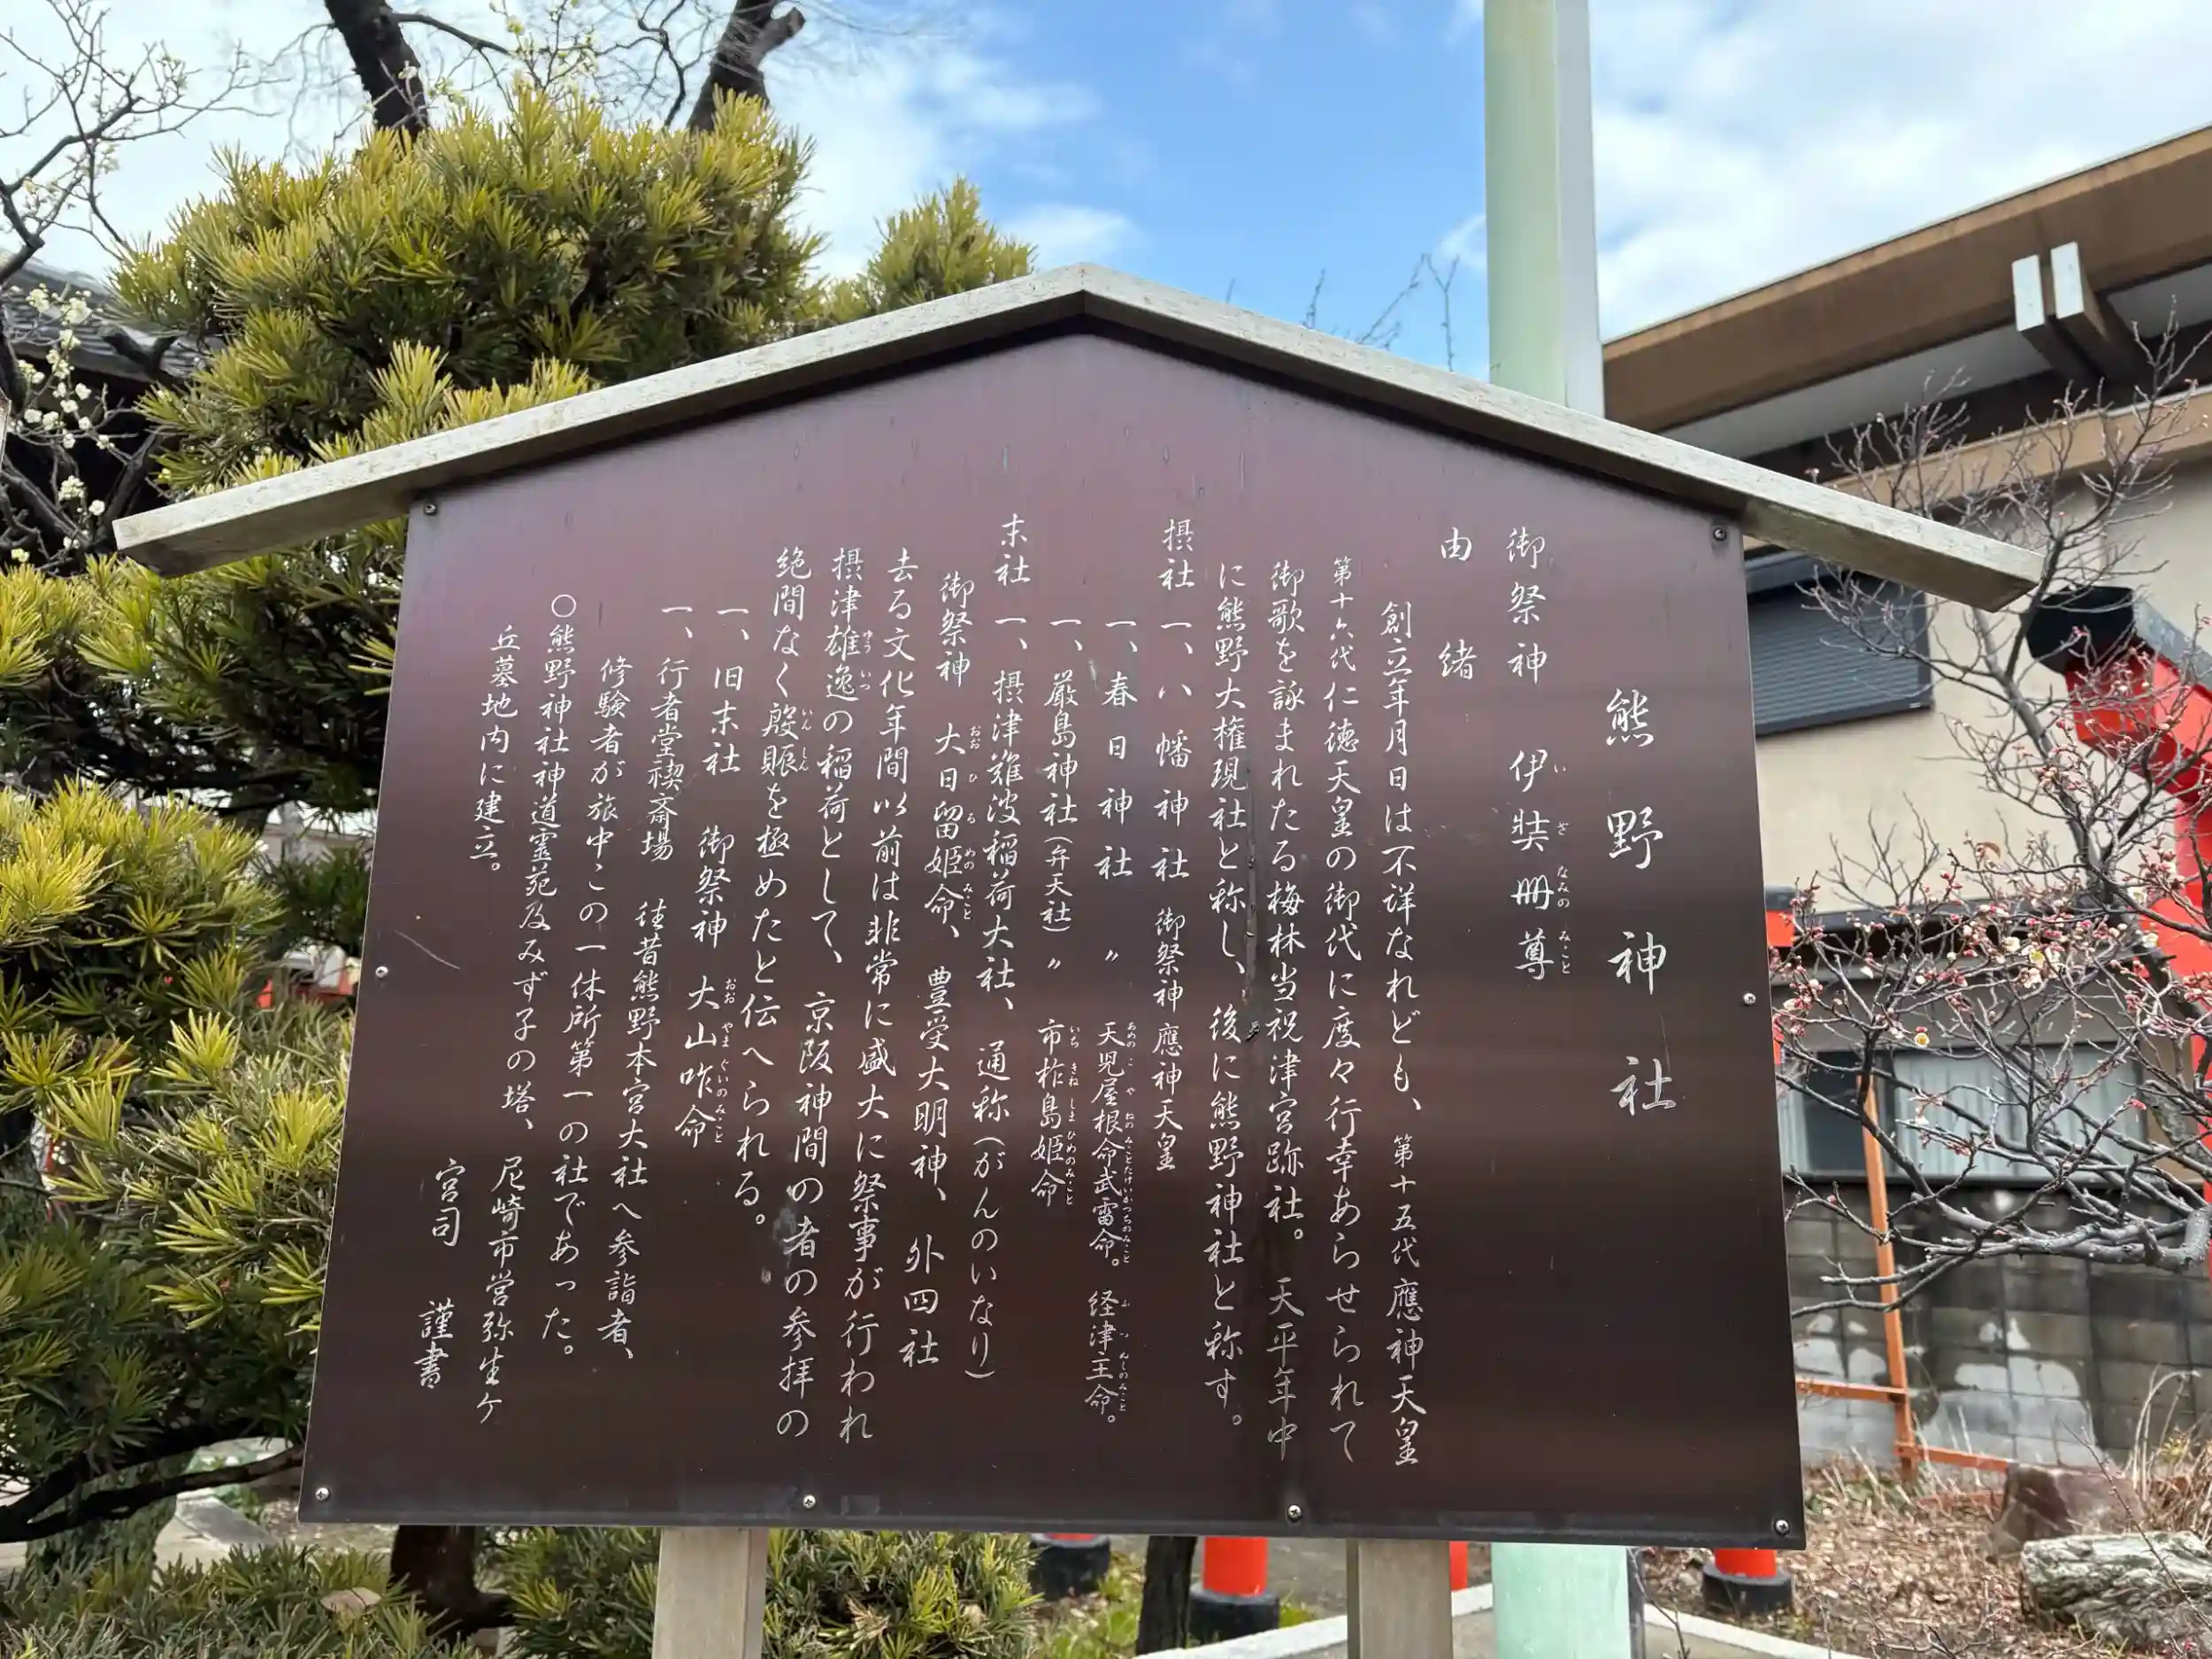 熊野神社
御祭神　伊弉冊尊
由緒
創立年月日は不詳なれども、第十五代應神天皇
第十六代仁徳天皇の御代に度々行幸あらせられて
御歌を詠まれたる梅林当祝津宮跡社。天平年中
に熊野大権現社と称し、後に熊野神社と称す。
摂社　一、八幡神社　御祭神　應神天皇
一、春日神社　〃　天児屋根命武雷命。経津主命。
一、厳島神社（弁天社）〃　市杵島姫命
末社　一、摂津難波稲荷大社、通称（がんのいなり）
御祭神　大日留姫命、豊受大明神、外四社
去る文化年間以前は非常に盛大に祭事が行われ
摂津雄逸の稲荷として、京阪神間の者の参拝の
絶間なく殷賑を極めたと伝へられる。
一、旧末社　御祭神　大山咋命
一、行者堂禊斎場　往昔熊野本宮大社へ参詣者、
修験者が旅中この一休所第一の社であった。
〇熊野神社神道霊苑及みず子の塔、尼崎市営弥生ケ
丘墓地内に建立。
宮司　謹書